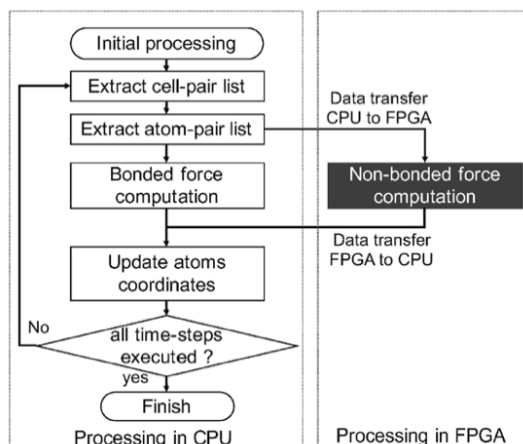 Initial processing
Extract cell-pair list
Data transfer
CPU to FPGA
Extract atom-pair list
Bonded force
computation
Non-bonded force
computation
Data transfer
FPGA to CPU
Update atoms
coordinates
No
all time-steps
executed ?
yes
Finish
Processing in CPU
Processing in FPGA